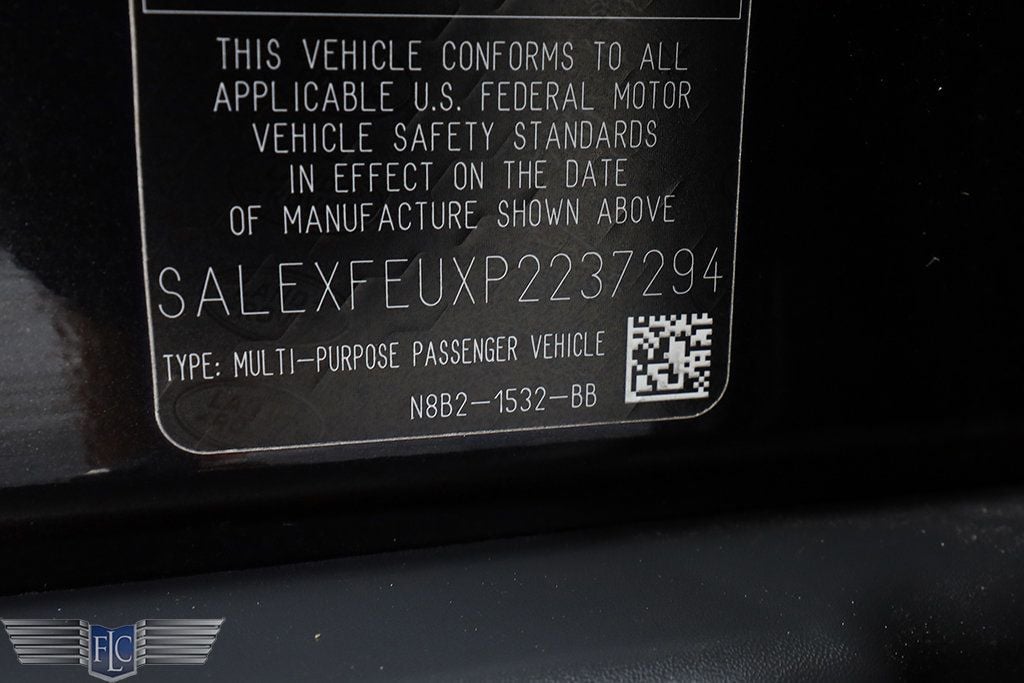 THIS VEHICLE CONFORMS TO ALL
APPLICABLE U.S. FEDERAL MOTOR
VEHICLE SAFETY STANDARDS
IN EFFECT ON THE DATE
OF MANUFACTURE SHOWN ABOVE
SALEXFEUXP2237294
TYPE: MULTI-PURPOSE PASSENGER VEHICLE
N8B2-1532-BB
FLC